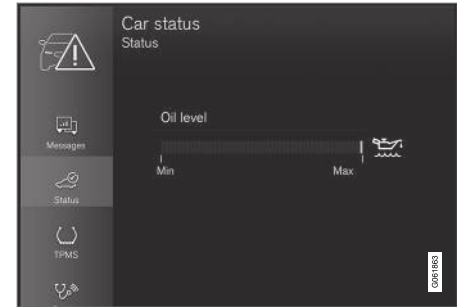 Car status
Status
Oil level
Min Max
Messages
Status
TPMS
G061863